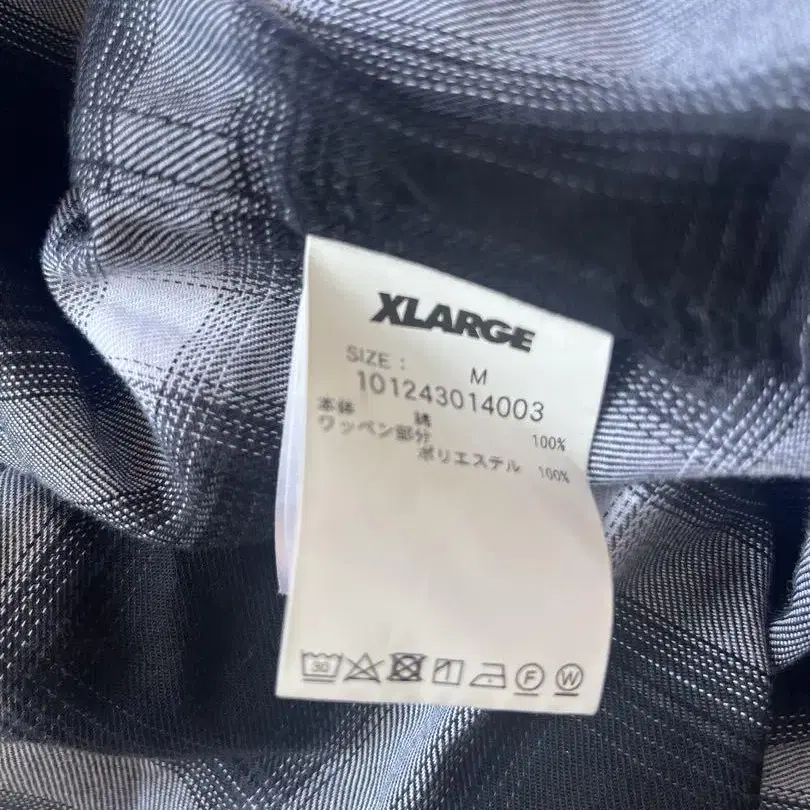 XLARGE
SIZE : M
101243014003
本体 綿 100%
ワッペン部分
ポリエステル 100%
30 F W